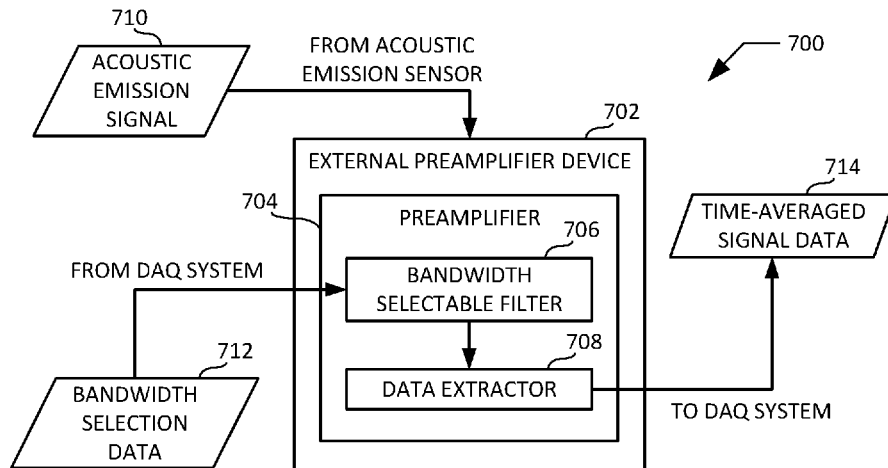 710
ACOUSTIC
EMISSION
SIGNAL
FROM ACOUSTIC
EMISSION SENSOR
700
702
EXTERNAL PREAMPLIFIER DEVICE
704
PREAMPLIFIER
706
BANDWIDTH
SELECTABLE FILTER
708
DATA EXTRACTOR
FROM DAQ SYSTEM
712
BANDWIDTH
SELECTION
DATA
714
TIME-AVERAGED
SIGNAL DATA
TO DAQ SYSTEM